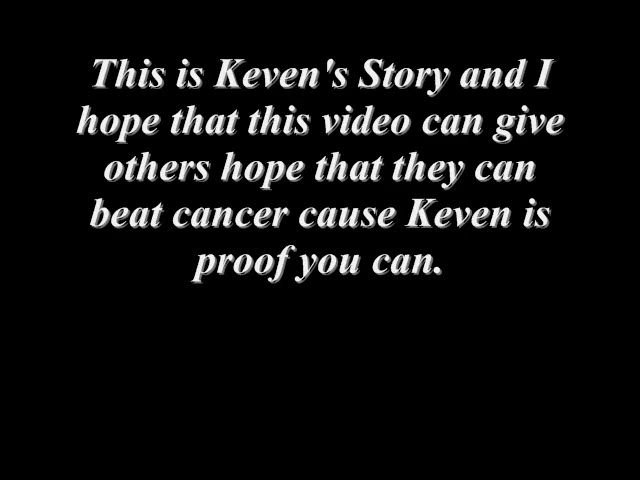 This is Keven's Story and I
hope that this video can give
others hope that they can
beat cancer cause Keven is
proof you can.